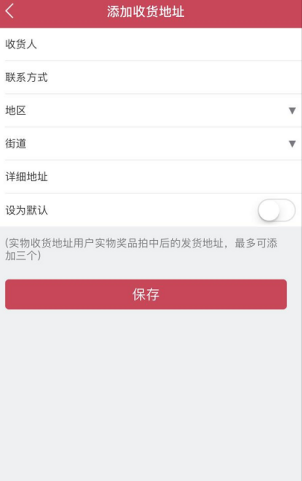 添加收货地址
收货人
联系方式
地区
街道
详细地址
设为默认
(实物收货地址用户实物奖品拍中后的发货地址，最多可添
加三个)
保存